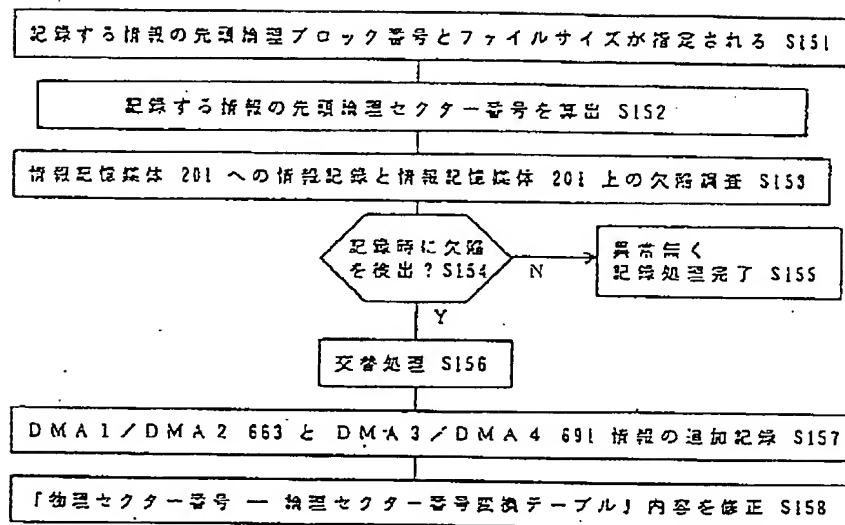 記録する情報の先頭論理ブロック番号とファイルサイズが指定される S151
記録する情報の先頭論理セクター番号を算出 S152
情報記憶媒体 201 への情報記録と情報記憶媒体 201 上の欠陥調査 S153
記録時に欠陥
を検出？S154
N
異常無く
記録処理完了 S155
Y
交替処理 S156
DMA1／DMA2 663 と DMA3／DMA4 691 情報の追加記録 S157
「物理セクター番号 ― 論理セクター番号変換テーブル」内容を修正 S158